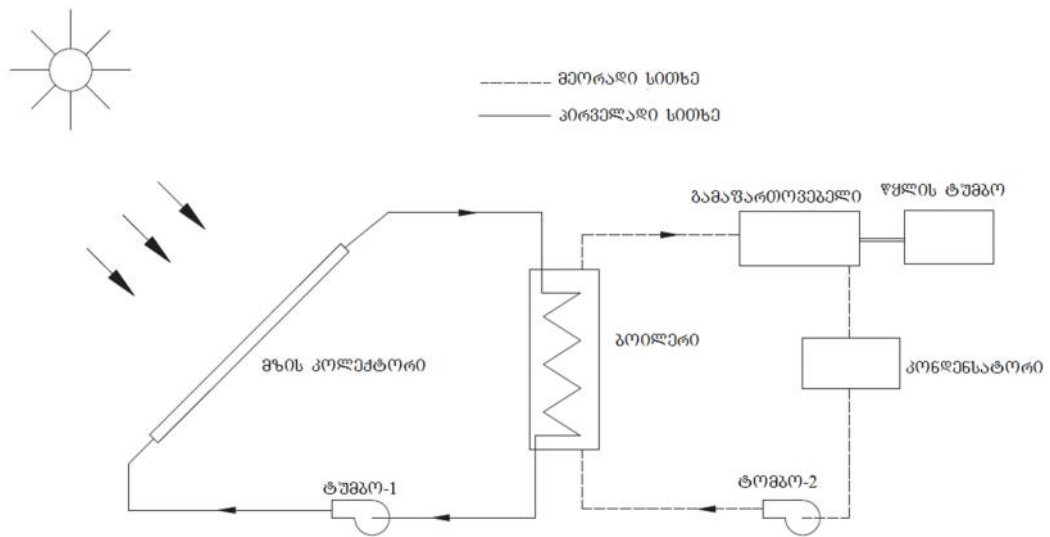 მეორადი სითხე
პირველადი სითხე
გამაფართოვებელი
წყლის ტუმბო
ბოილერი
მზის კოლექტორი
კონდენსატორი
ტუმბო-1
ტომბო-2